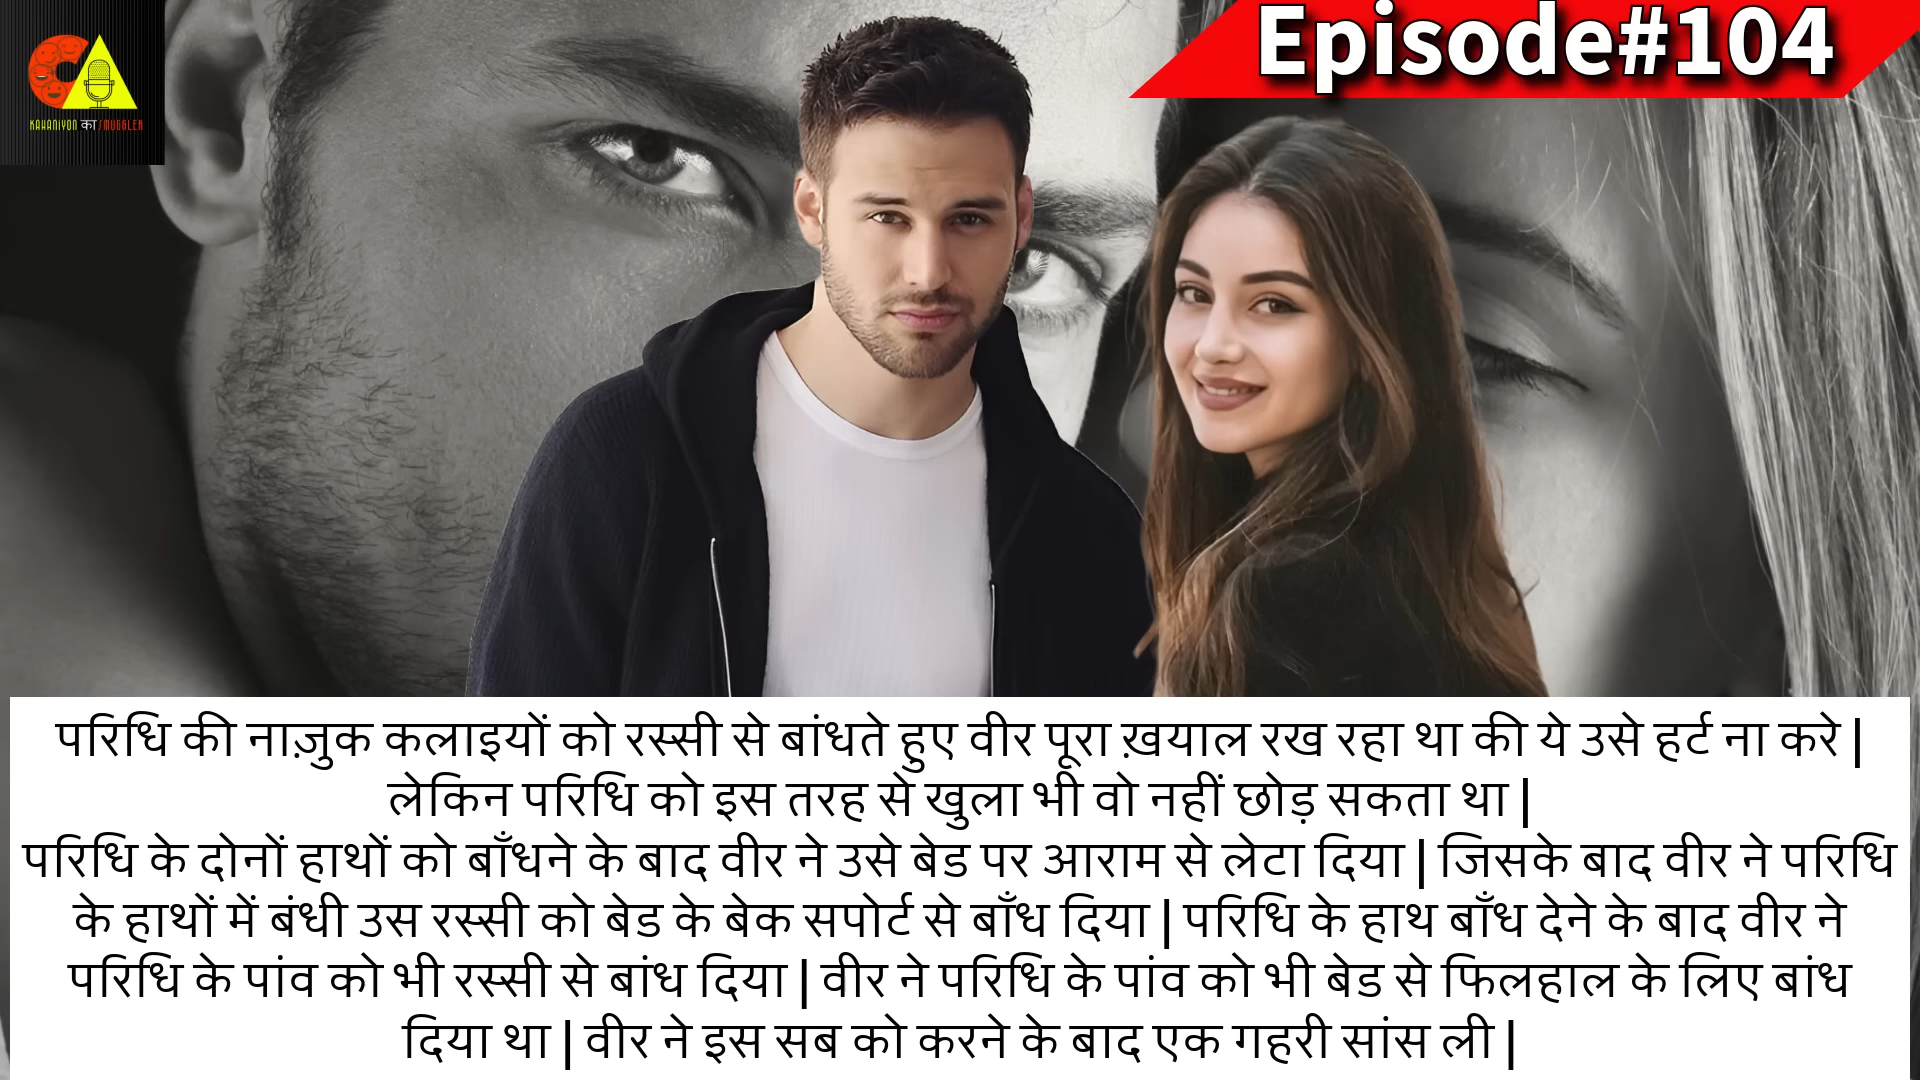 Episode#104
KAHANIYON का SMUGGLER
परिधि की नाज़ुक कलाइयों को रस्सी से बांधते हुए वीर पूरा ख़याल रख रहा था की ये उसे हर्ट ना करे |
लेकिन परिधि को इस तरह से खुला भी वो नहीं छोड़ सकता था |
परिधि के दोनों हाथों को बाँधने के बाद वीर ने उसे बेड पर आराम से लेटा दिया | जिसके बाद वीर ने परिधि
के हाथों में बंधी उस रस्सी को बेड के बेक सपोर्ट से बाँध दिया | परिधि के हाथ बाँध देने के बाद वीर ने
परिधि के पांव को भी रस्सी से बांध दिया | वीर ने परिधि के पांव को भी बेड से फिलहाल के लिए बांध
दिया था | वीर ने इस सब को करने के बाद एक गहरी सांस ली |